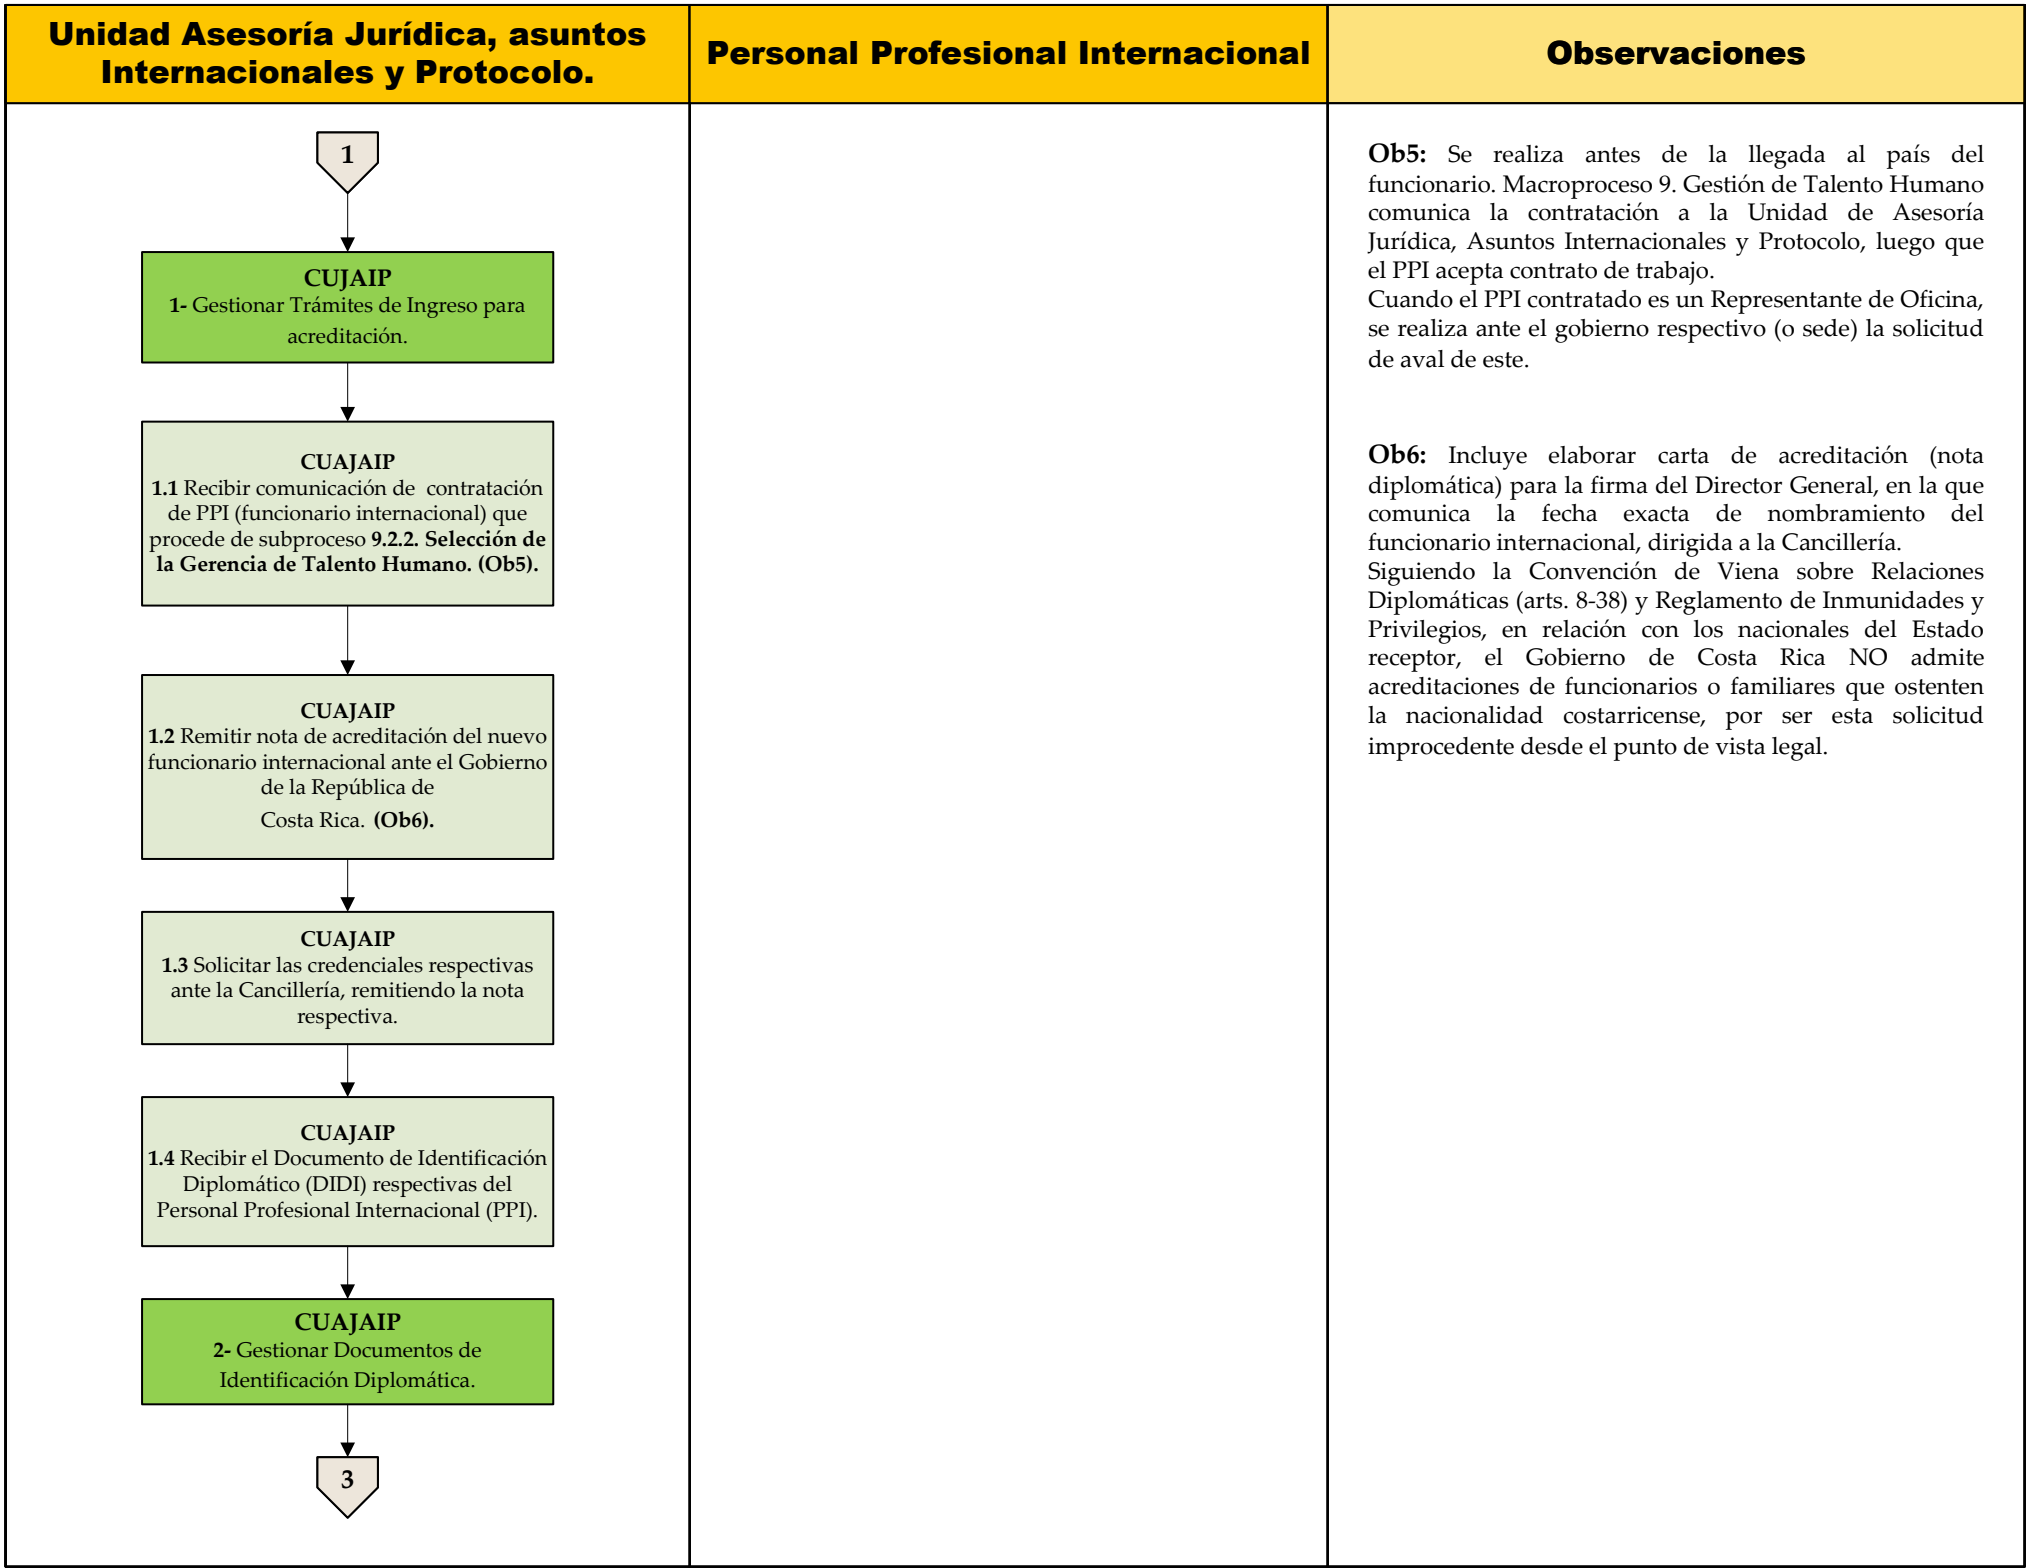 Unidad Asesoría Jurídica, asuntos
Internacionales y Protocolo.
Personal Profesional Internacional
Observaciones
1
CUJAIP
1- Gestionar Trámites de Ingreso para
acreditación.
CUAJAIP
1.1 Recibir comunicación de contratación
de PPI (funcionario internacional) que
procede de subproceso 9.2.2. Selección de
la Gerencia de Talento Humano. (Ob5).
CUAJAIP
1.2 Remitir nota de acreditación del nuevo
funcionario internacional ante el Gobierno
de la República de
Costa Rica. (Ob6).
CUAJAIP
1.3 Solicitar las credenciales respectivas
ante la Cancillería, remitiendo la nota
respectiva.
CUAJAIP
1.4 Recibir el Documento de Identificación
Diplomático (DIDI) respectivas del
Personal Profesional Internacional (PPI).
CUAJAIP
2- Gestionar Documentos de
Identificación Diplomática.
3
Ob5: Se realiza antes de la llegada al país del
funcionario. Macroproceso 9. Gestión de Talento Humano
comunica la contratación a la Unidad de Asesoría
Jurídica, Asuntos Internacionales y Protocolo, luego que
el PPI acepta contrato de trabajo.
Cuando el PPI contratado es un Representante de Oficina,
se realiza ante el gobierno respectivo (o sede) la solicitud
de aval de este.
Ob6: Incluye elaborar carta de acreditación (nota
diplomática) para la firma del Director General, en la que
comunica la fecha exacta de nombramiento del
funcionario internacional, dirigida a la Cancillería.
Siguiendo la Convención de Viena sobre Relaciones
Diplomáticas (arts. 8-38) y Reglamento de Inmunidades y
Privilegios, en relación con los nacionales del Estado
receptor, el Gobierno de Costa Rica NO admite
acreditaciones de funcionarios o familiares que ostenten
la nacionalidad costarricense, por ser esta solicitud
improcedente desde el punto de vista legal.